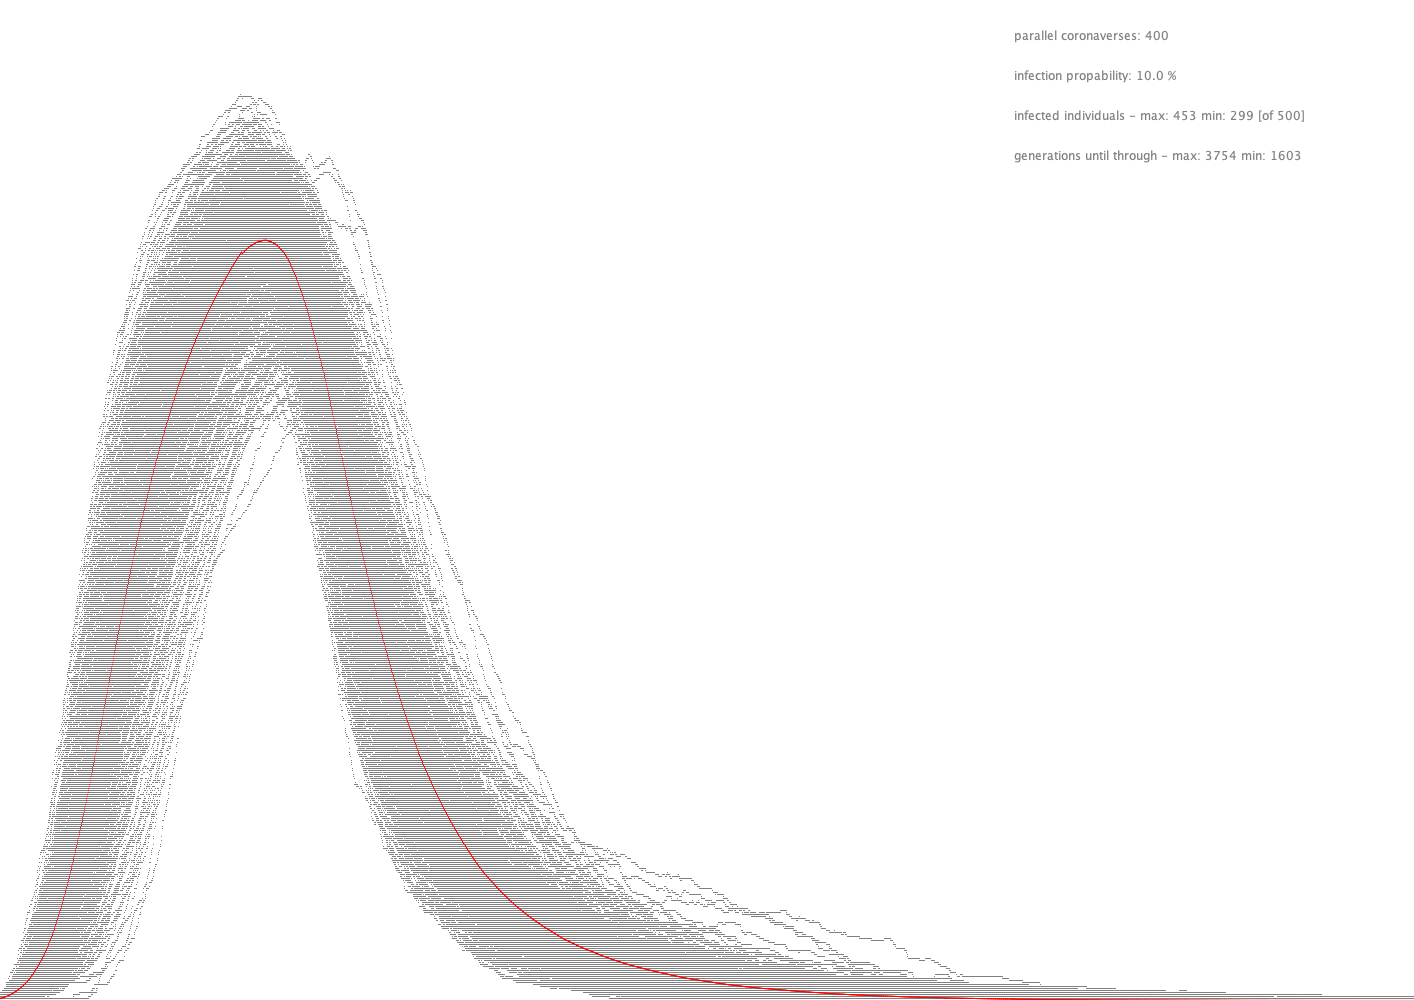 parallel coronaverses: 400
infection propability: 10.0 %
infected individuals - max: 453 min: 299 [of 500]
generations until through - max: 3754 min: 1603